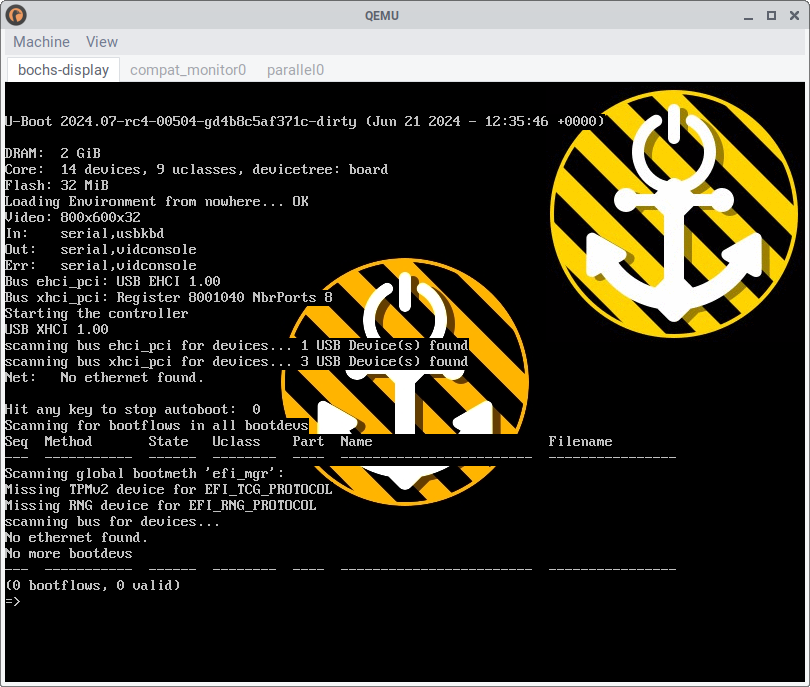 QEMU
Machine View
bochs-display compat_monitor0 parallel0
U-Boot 2024.07-rc4-00504-gd4b8c5af371c-dirty (Jun 21 2024 - 12:35:46 +0000)
DRAM:  2 GiB
Core:  14 devices, 9 uclasses, devicetree: board
Flash: 32 MiB
Loading Environment from nowhere... OK
Video: 800x600x32
In:    serial,usbkbd
Out:   serial,vidconsole
Err:   serial,vidconsole
Bus ehci_pci: USB EHCI 1.00
Bus xhci_pci: Register 8001040 NbrPorts 8
Starting the controller
USB XHCI 1.00
scanning bus ehci_pci for devices... 1 USB Device(s) found
scanning bus xhci_pci for devices... 3 USB Device(s) found
Net:   No ethernet found.
Hit any key to stop autoboot:  0
Scanning for bootflows in all bootdevs
Seq  Method       State   Uclass    Part  Name                      Filename
---  -----------  ------  --------  ----  ------------------------  ----------------
Scanning global bootmeth 'efi_mgr':
Missing TPMv2 device for EFI_TCG_PROTOCOL
Missing RNG device for EFI_RNG_PROTOCOL
scanning bus for devices...
No ethernet found.
No more bootdevs
---  -----------  ------  --------  ----  ------------------------  ----------------
(0 bootflows, 0 valid)
=>